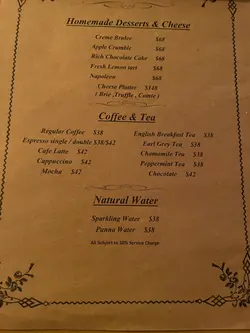 Homemade Desserts & Cheese
Creme Brulee $68
Apple Crumble $68
Rich Chocolate Cake $68
Fresh Lemon tart $68
Napoleon $68
Cheese Platter $148
( Brie ,Truffle , Comte )
Coffee & Tea
Regular Coffee $38 English Breakfast Tea $38
Espresso single / double $38/$42 Earl Grey Tea $38
Cafe Latte $42 Chamomile Tea $38
Cappuccino $42 Peppermint Tea $38
Mocha $42 Chocolate $42
Natural Water
Sparkling Water $38
Panna Water $38
All Subject to 10% Service Charge